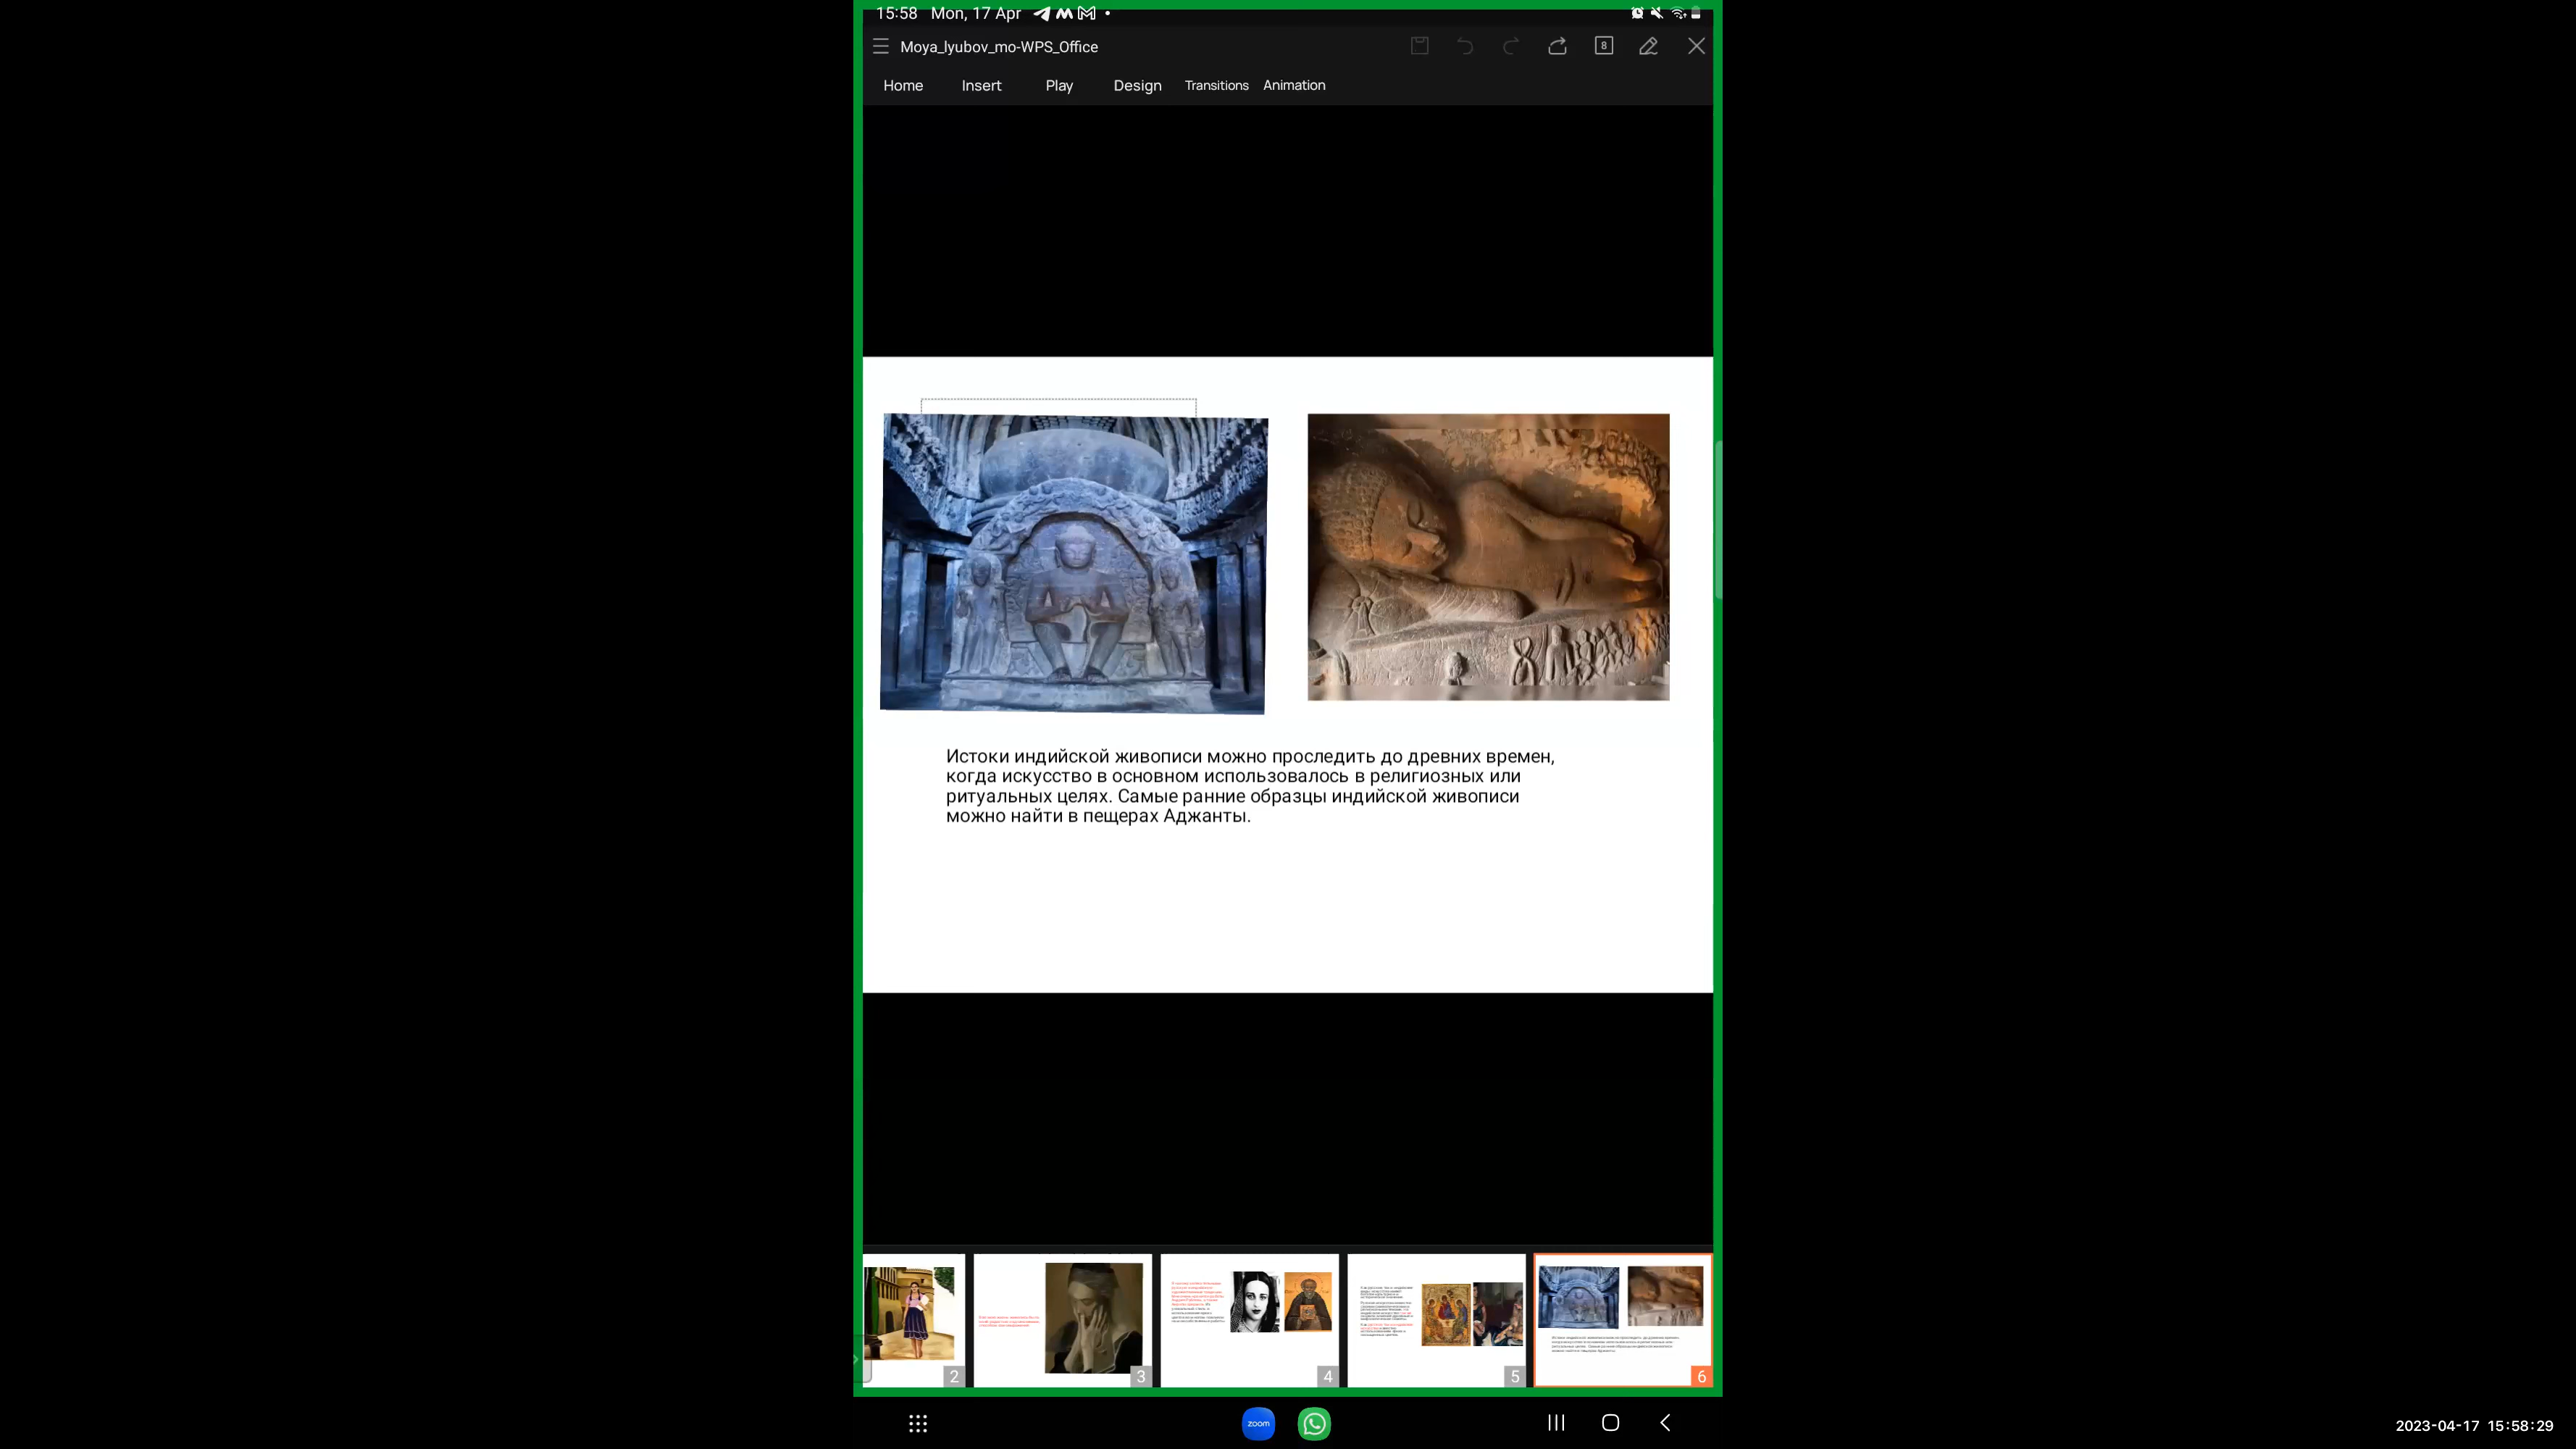 15:58 Mon, 17 Apr
Moya_lyubov_mo-WPS_Office
8
Home Insert Play Design Transitions Animation
Истоки индийской живописи можно проследить до древних времен,
когда искусство в основном использовалось в религиозных или
ритуальных целях. Самые ранние образцы индийской живописи
можно найти в пещерах Аджанты.
2 3 4 5 6
zoom
2023-04-17 15:58:29